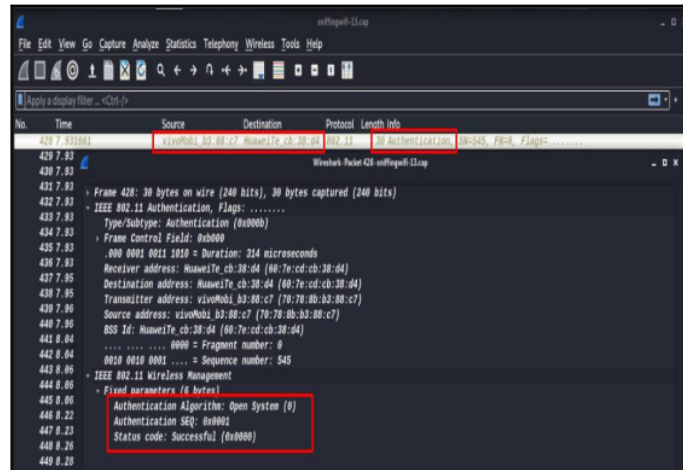 sniffingwifi-13.cap
File Edit View Go Capture Analyze Statistics Telephony Wireless Tools Help
Apply a display filter … <Ctrl-/>
No. Time Source Destination Protocol Length Info
428 7.931661 vivoMobi_b3:88:c7 HuaweiTe_cb:38:d4 802.11 30 Authentication, SN=545, FN=0, Flags=........
Wireshark·Packet 428·sniffingwifi-13.cap
429 7.93
430 7.93
431 7.93
432 7.93
433 7.93
434 7.93
435 7.93
436 7.93
437 7.95
438 7.95
439 7.96
440 7.96
441 8.04
442 8.04
443 8.06
444 8.06
445 8.06
446 8.22
447 8.23
448 8.26
449 8.28
Frame 428: 30 bytes on wire (240 bits), 30 bytes captured (240 bits)
IEEE 802.11 Authentication, Flags: ........
Type/Subtype: Authentication (0x000b)
Frame Control Field: 0xb000
.000 0001 0011 1010 = Duration: 314 microseconds
Receiver address: HuaweiTe_cb:38:d4 (60:7e:cd:cb:38:d4)
Destination address: HuaweiTe_cb:38:d4 (60:7e:cd:cb:38:d4)
Transmitter address: vivoMobi_b3:88:c7 (70:78:8b:b3:88:c7)
Source address: vivoMobi_b3:88:c7 (70:78:8b:b3:88:c7)
BSS Id: HuaweiTe_cb:38:d4 (60:7e:cd:cb:38:d4)
.... .... .... 0000 = Fragment number: 0
0010 0010 0001 .... = Sequence number: 545
IEEE 802.11 Wireless Management
Fixed parameters (6 bytes)
Authentication Algorithm: Open System (0)
Authentication SEQ: 0x0001
Status code: Successful (0x0000)